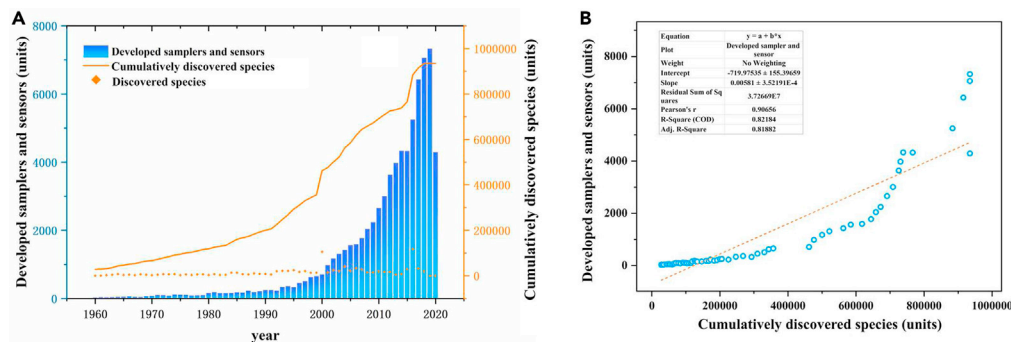 A
8000
6000
4000
2000
0
Developed samplers and sensors (units)
Developed samplers and sensors
Cumulatively discovered species
Discovered species
1000000
800000
600000
400000
200000
0
Cumulatively discovered species (units)
1960 1970 1980 1990 2000 2010 2020
year
B
8000
6000
4000
2000
0
Developed samplers and sensors (units)
Equation y = a + b*x
Plot Developed sampler and
sensor
Weight No Weighting
Intercept -719.97535 ± 155.39659
Slope 0.00581 ± 3.52191E-4
Residual Sum of Sq
uares 3.72669E7
Pearson's r 0.90656
R-Square (COD) 0.82184
Adj. R-Square 0.81882
0 200000 400000 600000 800000 1000000
Cumulatively discovered species (units)